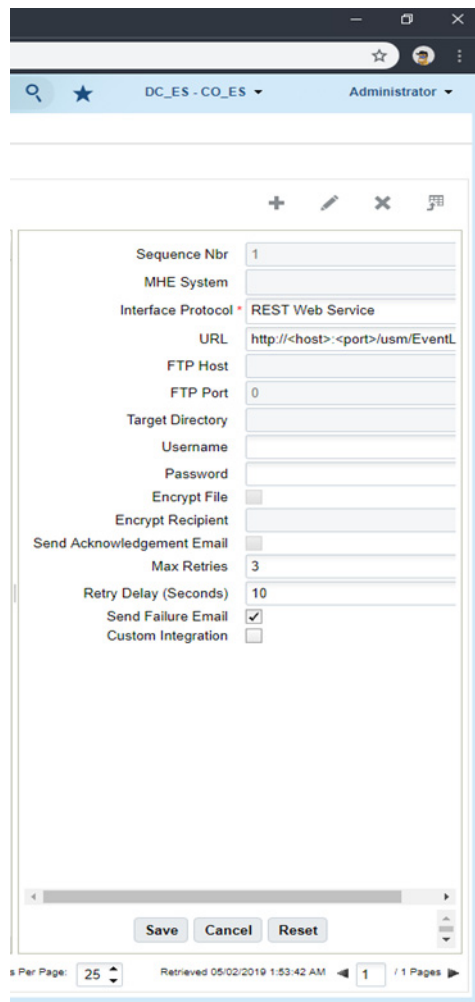 DC_ES - CO_ES Administrator
Sequence Nbr 1
MHE System
Interface Protocol * REST Web Service
URL http://<host>:<port>/usm/EventL
FTP Host
FTP Port 0
Target Directory
Username
Password
Encrypt File
Encrypt Recipient
Send Acknowledgement Email
Max Retries 3
Retry Delay (Seconds) 10
Send Failure Email
Custom Integration
Save Cancel Reset
s Per Page: 25 Retrieved 05/02/2019 1:53:42 AM 1 / 1 Pages